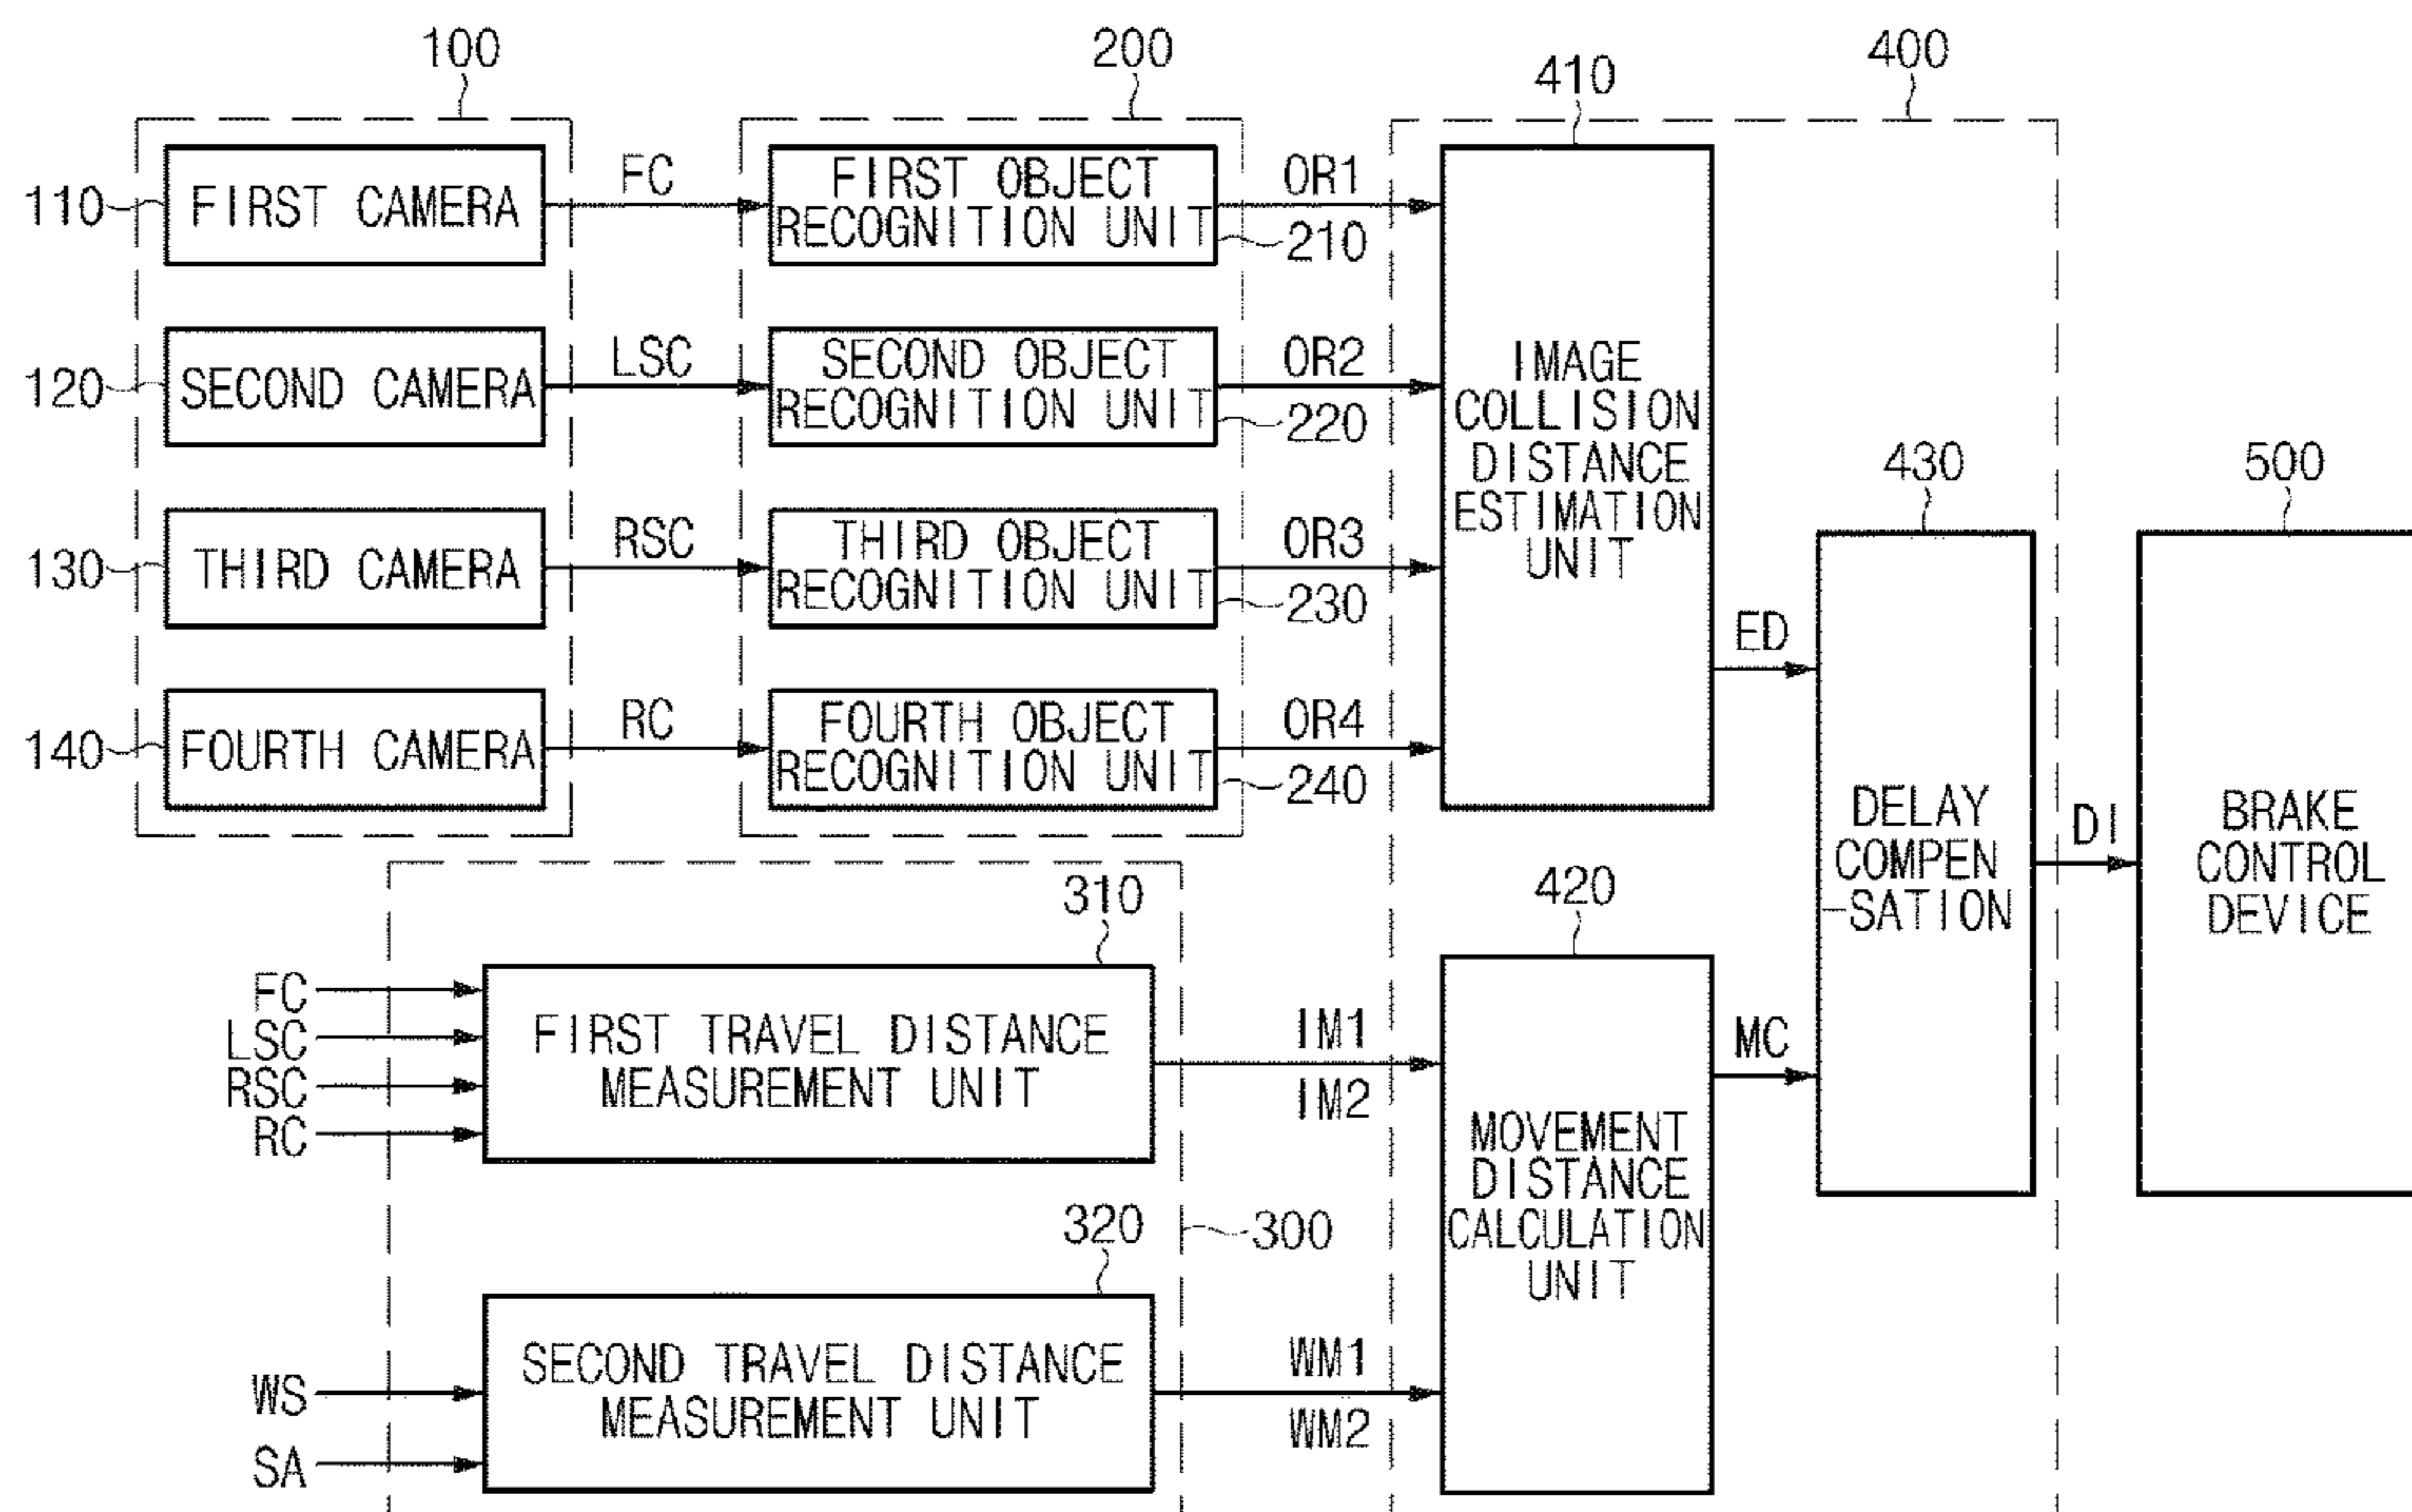 100
200
410
400
110
FIRST CAMERA
FC
FIRST OBJECT
RECOGNITION UNIT
210
OR1
120
SECOND CAMERA
LSC
SECOND OBJECT
RECOGNITION UNIT
220
OR2
130
THIRD CAMERA
RSC
THIRD OBJECT
RECOGNITION UNIT
230
OR3
140
FOURTH CAMERA
RC
FOURTH OBJECT
RECOGNITION UNIT
240
OR4
IMAGE
COLLISION
DISTANCE
ESTIMATION
UNIT
ED
430
DELAY
COMPEN
-SATION
DI
500
BRAKE
CONTROL
DEVICE
310
FC
LSC
RSC
RC
FIRST TRAVEL DISTANCE
MEASUREMENT UNIT
IM1
IM2
420
MOVEMENT
DISTANCE
CALCULATION
UNIT
MC
320
300
WS
SA
SECOND TRAVEL DISTANCE
MEASUREMENT UNIT
WM1
WM2